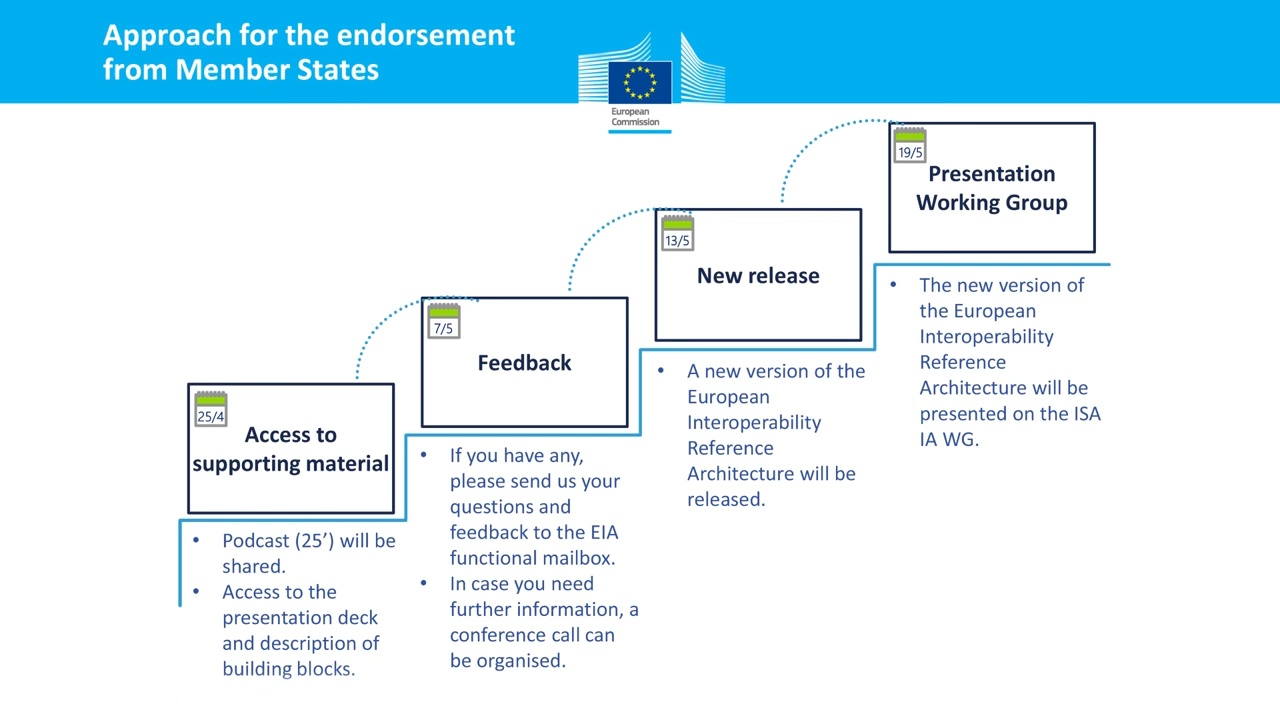 Approach for the endorsement
from Member States
European
Commission
25/4
Access to
supporting material
• Podcast (25’) will be
shared.
• Access to the
presentation deck
and description of
building blocks.
7/5
Feedback
• If you have any,
please send us your
questions and
feedback to the EIA
functional mailbox.
• In case you need
further information, a
conference call can
be organised.
13/5
New release
• A new version of the
European
Interoperability
Reference
Architecture will be
released.
19/5
Presentation
Working Group
• The new version of
the European
Interoperability
Reference
Architecture will be
presented on the ISA
IA WG.